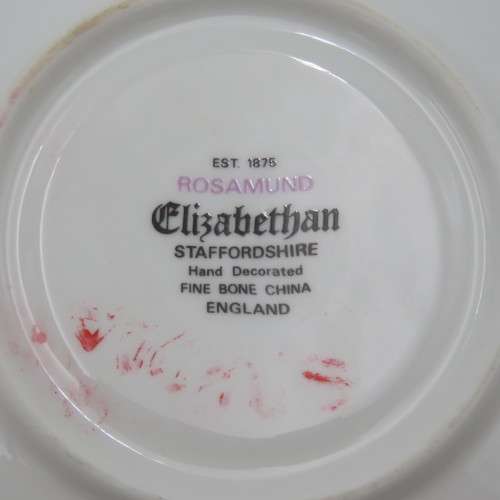 EST. 1875
ROSAMUND
Elizabethan
STAFFORDSHIRE
Hand Decorated
FINE BONE CHINA
ENGLAND